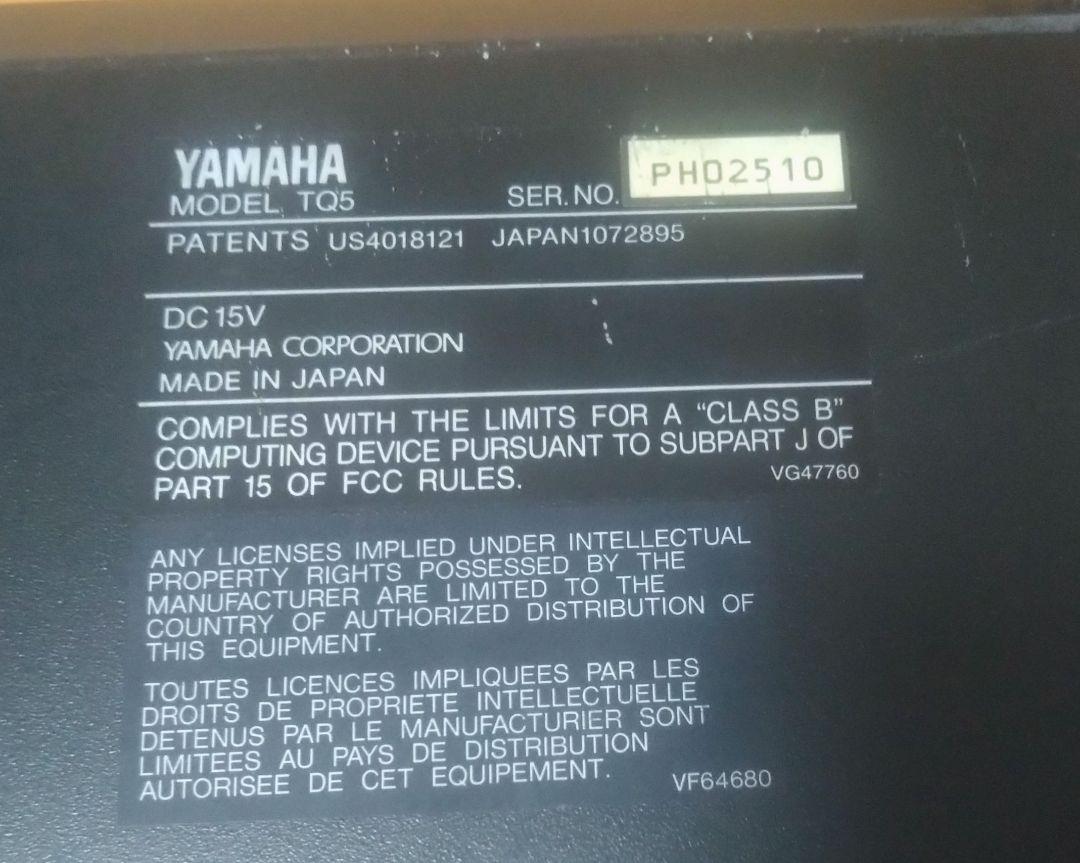 YAMAHA
MODEL TQ5 SER. NO. PH02510
PATENTS US4018121 JAPAN1072895
DC 15V
YAMAHA CORPORATION
MADE IN JAPAN
COMPLIES WITH THE LIMITS FOR A "CLASS B"
COMPUTING DEVICE PURSUANT TO SUBPART J OF
PART 15 OF FCC RULES. VG47760
ANY LICENSES IMPLIED UNDER INTELLECTUAL
PROPERTY RIGHTS POSSESSED BY THE
MANUFACTURER ARE LIMITED TO THE
COUNTRY OF AUTHORIZED DISTRIBUTION OF
THIS EQUIPMENT.
TOUTES LICENCES IMPLIQUEES PAR LES
DROITS DE PROPRIETE INTELLECTUELLE
DETENUS PAR LE MANUFACTURIER SONT
LIMITEES AU PAYS DE DISTRIBUTION
AUTORISEE DE CET EQUIPEMENT. VF64680